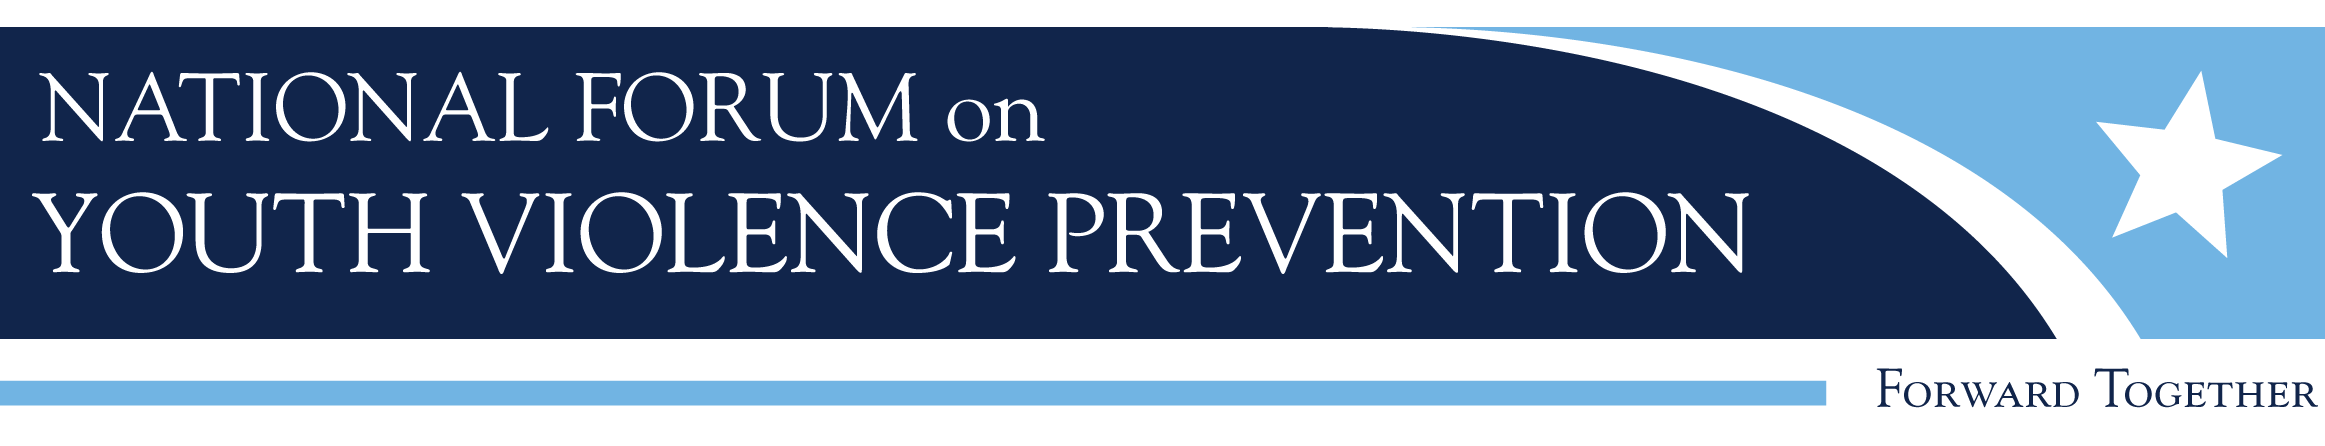 NATIONAL FORUM on
YOUTH VIOLENCE PREVENTION
FORWARD TOGETHER